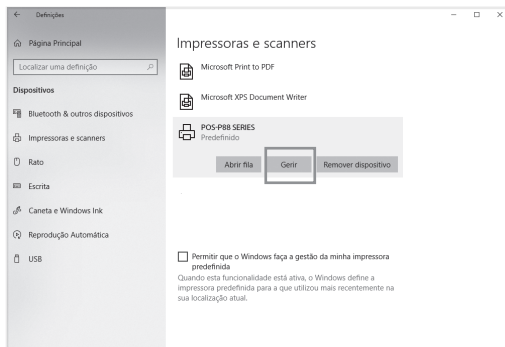 Definições
Página Principal
Localizar uma definição
Dispositivos
Bluetooth & outros dispositivos
Impressoras e scanners
Rato
Escrita
Caneta e Windows Ink
Reprodução Automática
USB
Impressoras e scanners
Microsoft Print to PDF
Microsoft XPS Document Writer
POS-P88 SERIES
Predefinido
Abrir fila Gerir Remover dispositivo
Permitir que o Windows faça a gestão da minha impressora
predefinida
Quando esta funcionalidade está ativa, o Windows define a
impressora predefinida para a que utilizou mais recentemente na
sua localização atual.